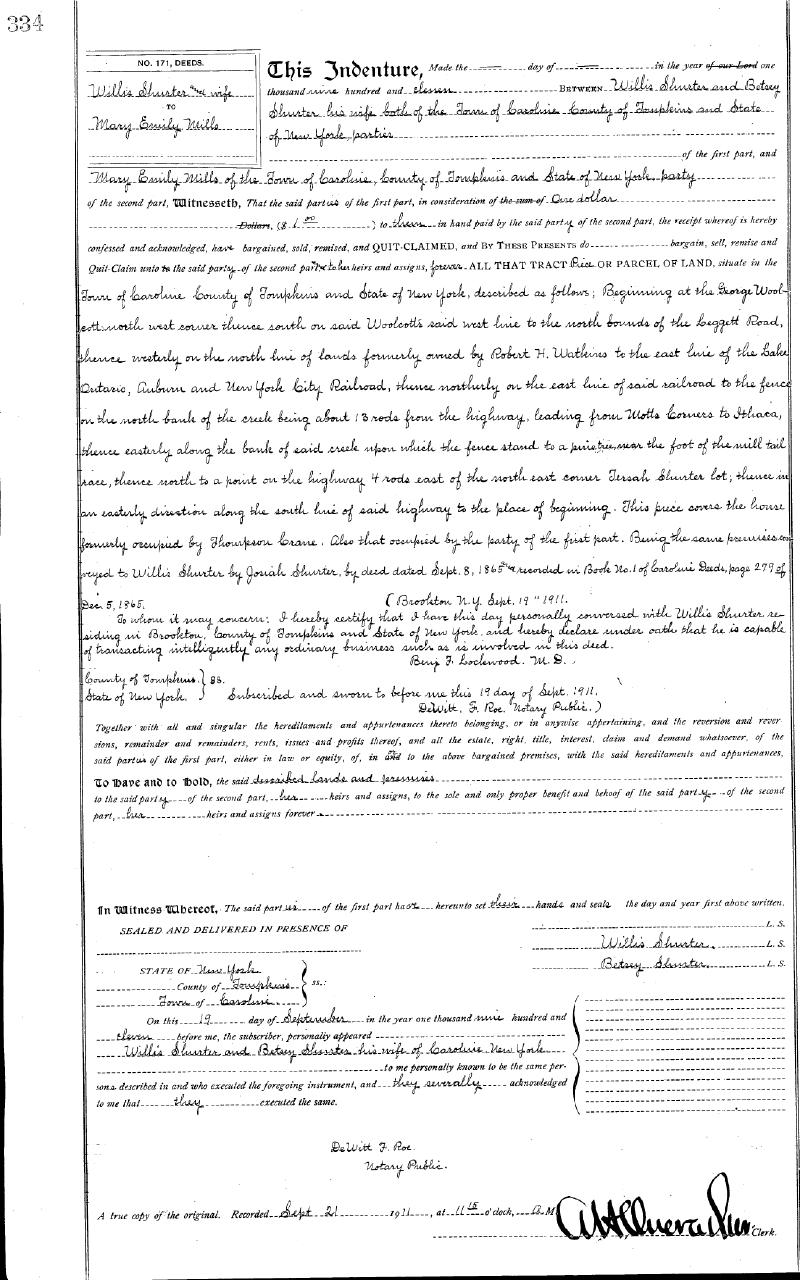 334
NO. 171, DEEDS.
Willis Shurter and wife
TO
Mary Emily Mills
This Indenture, Made the day of in the year of our Lord one
thousand nine hundred and eleven BETWEEN Willis Shurter and Betsey
Shurter his wife both of the Town of Caroline County of Tompkins and State
of New York, parties
of the first part, and
Mary Emily Mills of the Town of Caroline, County of Tompkins and State of New York, party
of the second part, Witnesseth, That the said parties of the first part, in consideration of the sum of One dollar
Dollars, ($ 1.00 ) to them in hand paid by the said party of the second part, the receipt whereof is hereby
confessed and acknowledged, have bargained, sold, remised, and QUIT-CLAIMED, and BY THESE PRESENTS do bargain, sell, remise and
Quit-Claim unto the said party of the second part to her heirs and assigns, forever ALL THAT TRACT Piece OR PARCEL OF LAND, situate in the
Town of Caroline County of Tompkins and State of New York, described as follows; Beginning at the George Wool-
cott north west corner thence south on said Woolcotts said west line to the north bounds of the Leggett Road,
thence westerly on the north line of lands formerly owned by Robert H. Watkins to the east line of the Lake
Ontario, Auburn and New York City Railroad, thence northerly on the east line of said railroad to the fence
on the north bank of the creek being about 13 rods from the highway, leading from Motts Corners to Ithaca,
thence easterly along the bank of said creek upon which the fence stand to a pine tree, near the foot of the mill tail
race, thence north to a point on the highway 4 rods east of the north east corner Shurter lot; thence in
an easterly direction along the south line of said highway to the place of beginning. This piece covers the house
formerly occupied by Thompson Crane. Also that occupied by the party of the first part. Being the same premises con
veyed to Willis Shurter by Josiah Shurter, by deed dated Sept. 8, 1865 and recorded in Book No. 1 of Caroline Deeds, page 279 of
Dec. 5, 1865.
( Brookton N.Y. Sept. 19" 1911.
To whom it may concern: I hereby certify that I have this day personally conversed with Willis Shurter re-
siding in Brookton, County of Tompkins and State of New York and hereby declare under oath that he is capable
of transacting intelligently any ordinary business such as is involved in this deed.
Benj F. Lockwood. M.D.
County of Tompkins } ss.
State of New York. } Subscribed and sworn to before me this 19 day of Sept. 1911.
DeWitt, F. Roe. Notary Public. )
Together with all and singular the hereditaments and appurtenances thereto belonging, or in anywise appertaining, and the reversion and rever-
sions, remainder and remainders, rents, issues and profits thereof, and all the estate, right, title, interest, claim and demand whatsoever, of the
said parties of the first part, either in law or equity, of, in and to the above bargained premises, with the said hereditaments and appurtenances,
To Have and to Hold, the said described lands and premises
to the said party of the second part, her heirs and assigns, to the sole and only proper benefit and behoof of the said party of the second
part, her heirs and assigns forever
In Witness Whereof, The said parties of the first part have hereunto set their hands and seals the day and year first above written.
SEALED AND DELIVERED IN PRESENCE OF
L. S.
Willis Shurter. L. S.
Betsey Shurter. L. S.
STATE OF New York
County of Tompkins } ss.:
Town of Caroline
On this 19 day of September in the year one thousand nine hundred and
eleven before me, the subscriber, personally appeared
Willis Shurter and Betsey Shurter his wife of Caroline New York
to me personally known to be the same per-
sons described in and who executed the foregoing instrument, and they severally acknowledged
to me that they executed the same.
DeWitt F. Roe.
Notary Public.
A true copy of the original. Recorded Sept 21 1911, at 11 15 o'clock, A M
Clerk.